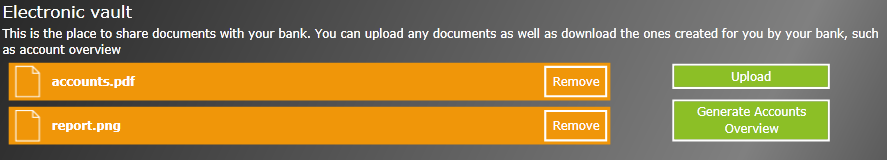 Electronic vault
This is the place to share documents with your bank. You can upload any documents as well as download the ones created for you by your bank, such
as account overview
accounts.pdf
Remove
Upload
report.png
Remove
Generate Accounts
Overview